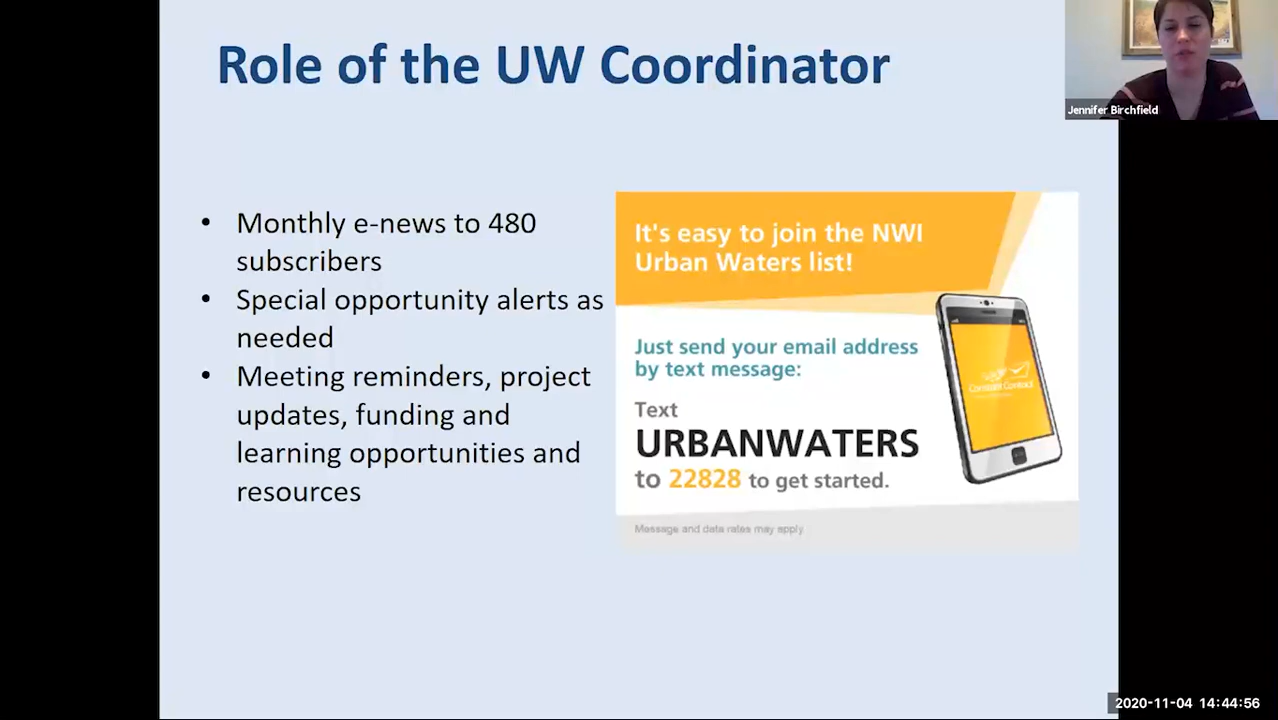 Role of the UW Coordinator
Jennifer Birchfield
• Monthly e-news to 480
subscribers
• Special opportunity alerts as
needed
• Meeting reminders, project
updates, funding and
learning opportunities and
resources
It's easy to join the NWI
Urban Waters list!
Just send your email address
by text message:
Text
URBANWATERS
to 22828 to get started.
Constant Contact
Message and data rates may apply
2020-11-04 14:44:56